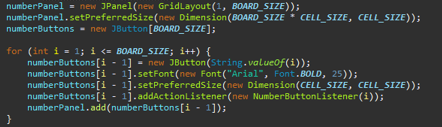 numberPanel = new JPanel(new GridLayout(1, BOARD_SIZE));
numberPanel.setPreferredSize(new Dimension(BOARD_SIZE * CELL_SIZE, CELL_SIZE));
numberButtons = new JButton[BOARD_SIZE];

for (int i = 1; i <= BOARD_SIZE; i++) {
    numberButtons[i - 1] = new JButton(String.valueOf(i));
    numberButtons[i - 1].setFont(new Font("Arial", Font.BOLD, 25));
    numberButtons[i - 1].setPreferredSize(new Dimension(CELL_SIZE, CELL_SIZE));
    numberButtons[i - 1].addActionListener(new NumberButtonListener(i));
    numberPanel.add(numberButtons[i - 1]);
}